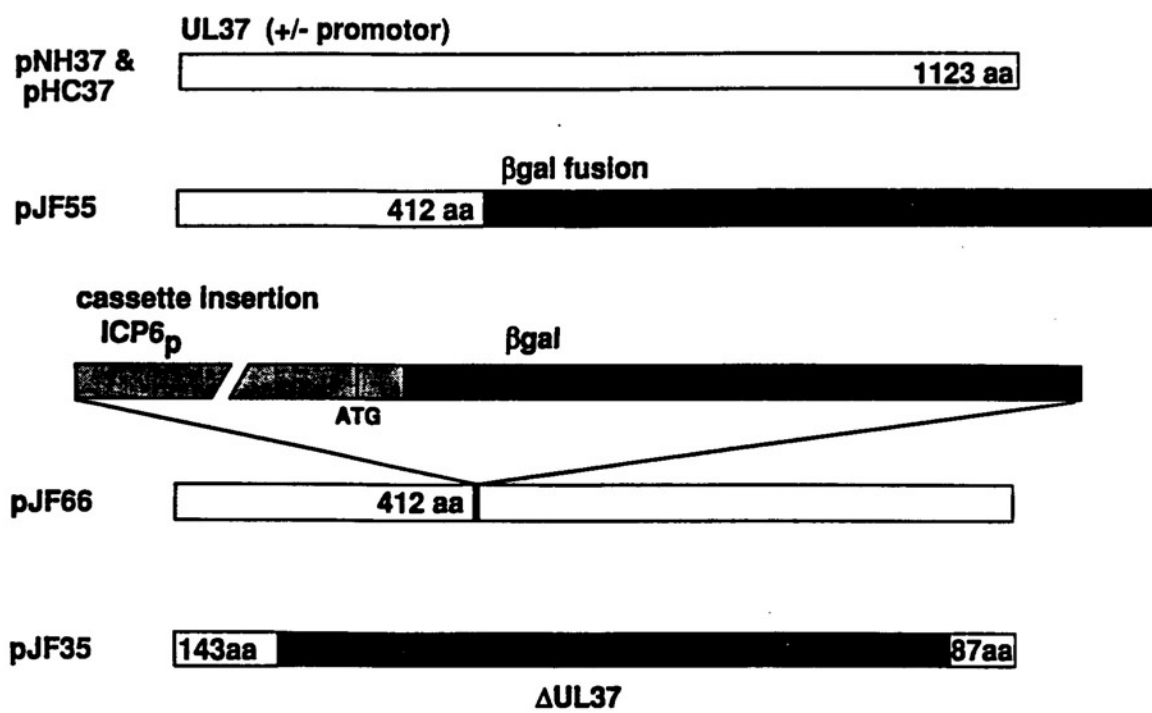 UL37 (+/- promotor)
pNH37 &
pHC37
1123 aa
βgal fusion
pJF55
412 aa
cassette insertion
ICP6p
βgal
ATG
pJF66
412 aa
pJF35
143aa
87aa
ΔUL37